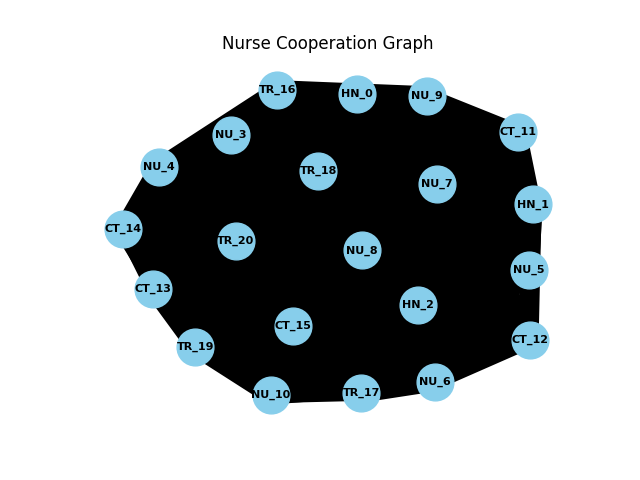 Nurse Cooperation Graph
TR_16
HN_0
NU_9
CT_11
NU_3
NU_4
TR_18
NU_7
HN_1
CT_14
TR_20
NU_8
NU_5
CT_13
HN_2
CT_15
CT_12
TR_19
NU_6
NU_10
TR_17